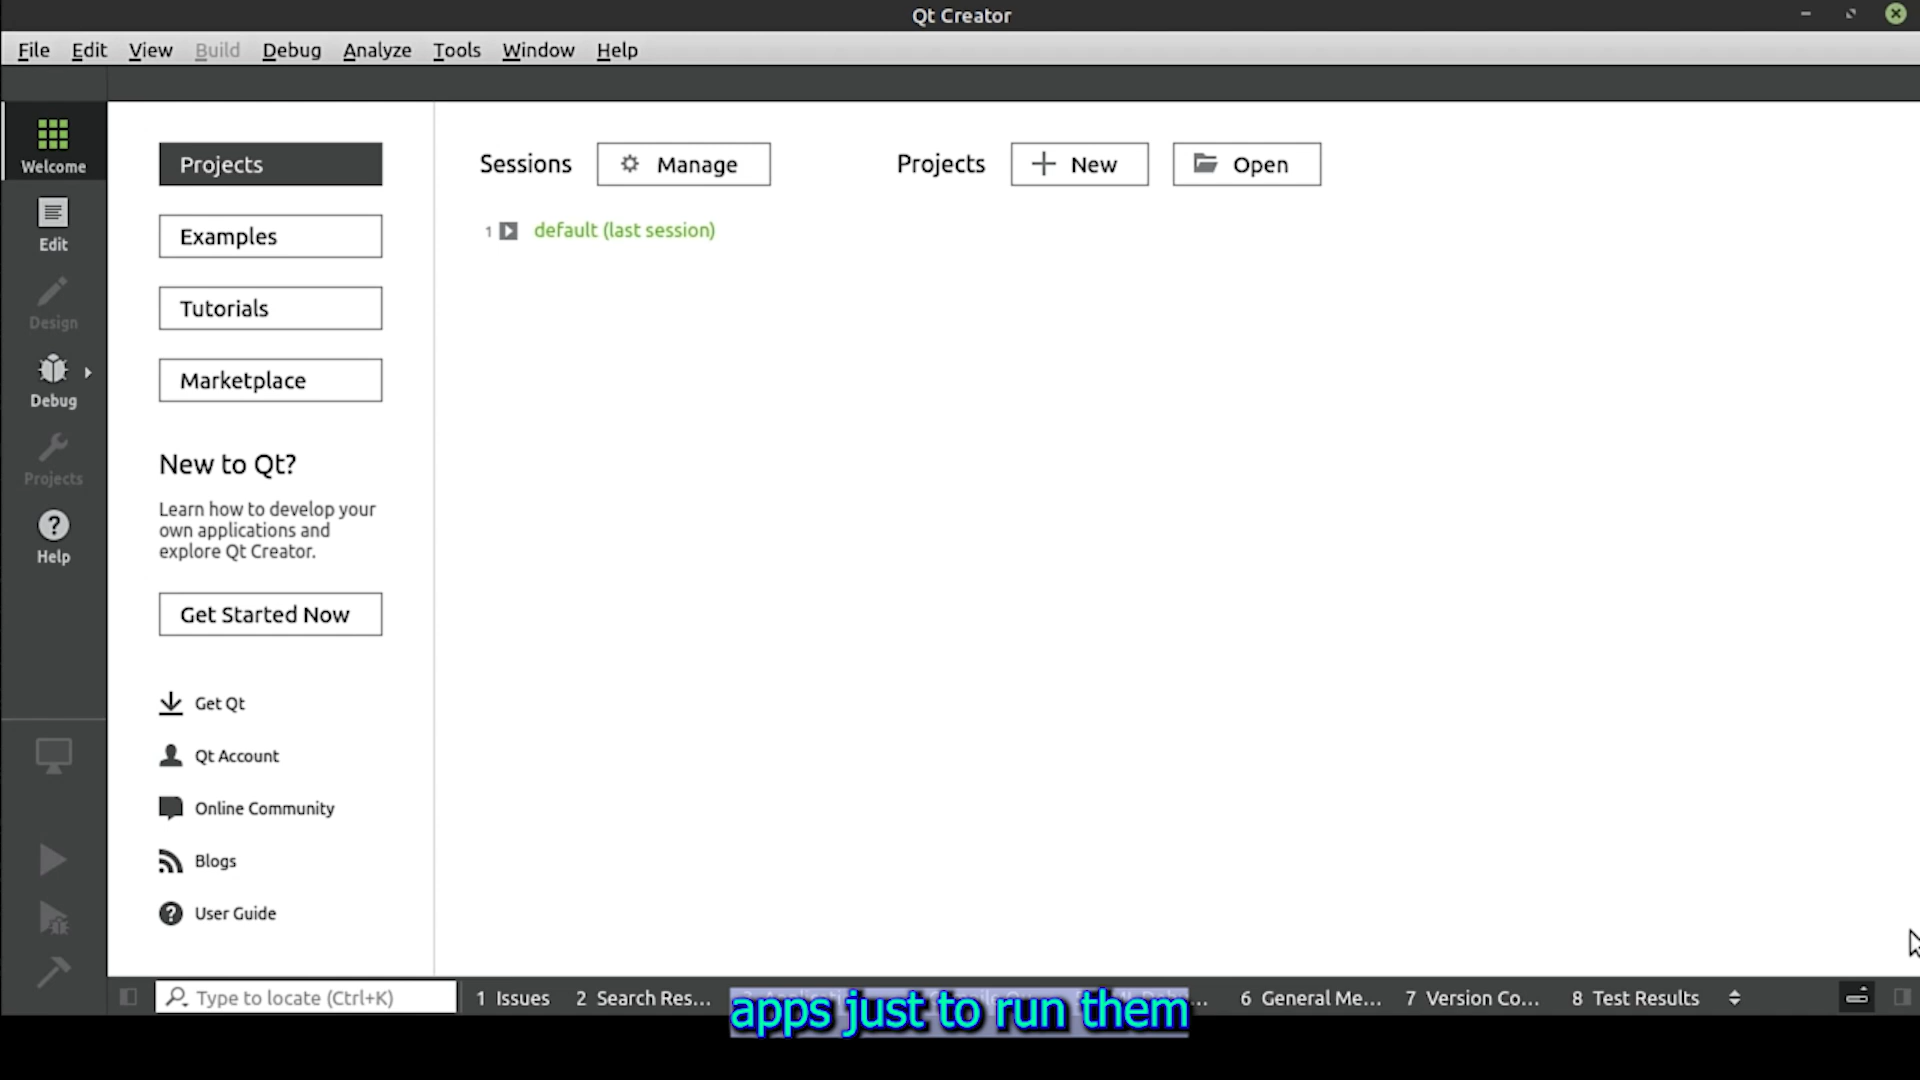 Qt Creator
File Edit View Build Debug Analyze Tools Window Help
Welcome
Edit
Design
Debug
Projects
Help
Projects
Examples
Tutorials
Marketplace
New to Qt?
Learn how to develop your
own applications and
explore Qt Creator.
Get Started Now
Get Qt
Qt Account
Online Community
Blogs
User Guide
Sessions Manage Projects New Open
1 default (last session)
Type to locate (Ctrl+K) 1 Issues 2 Search Res... 6 General Me... 7 Version Co... 8 Test Results
apps just to run them